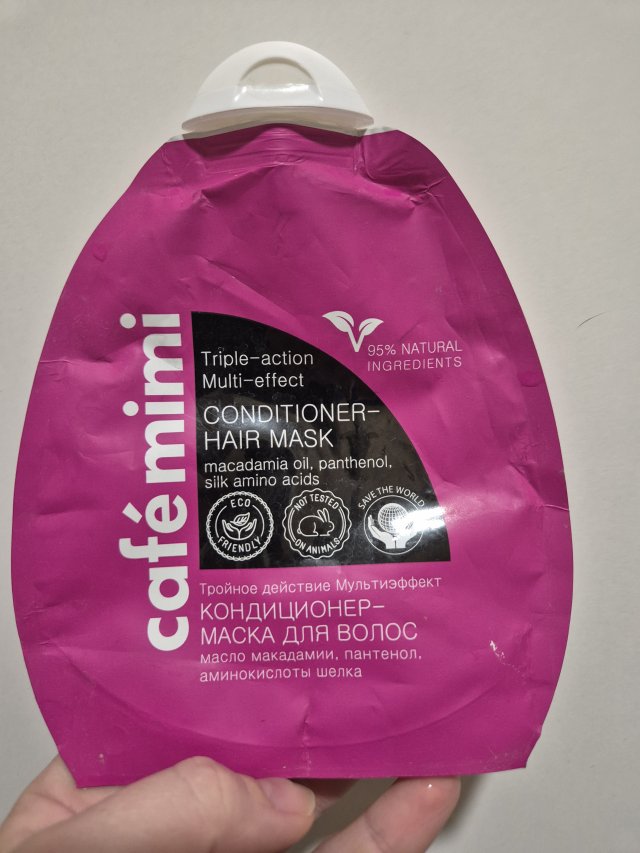 café mimi
95% NATURAL
INGREDIENTS
Triple-action
Multi-effect
CONDITIONER-
HAIR MASK
macadamia oil, panthenol,
silk amino acids
ECO
FRIENDLY
NOT TESTED
ON ANIMALS
SAVE THE WORLD
Тройное действие Мультиэффект
КОНДИЦИОНЕР-
МАСКА ДЛЯ ВОЛОС
масло макадамии, пантенол,
аминокислоты шелка